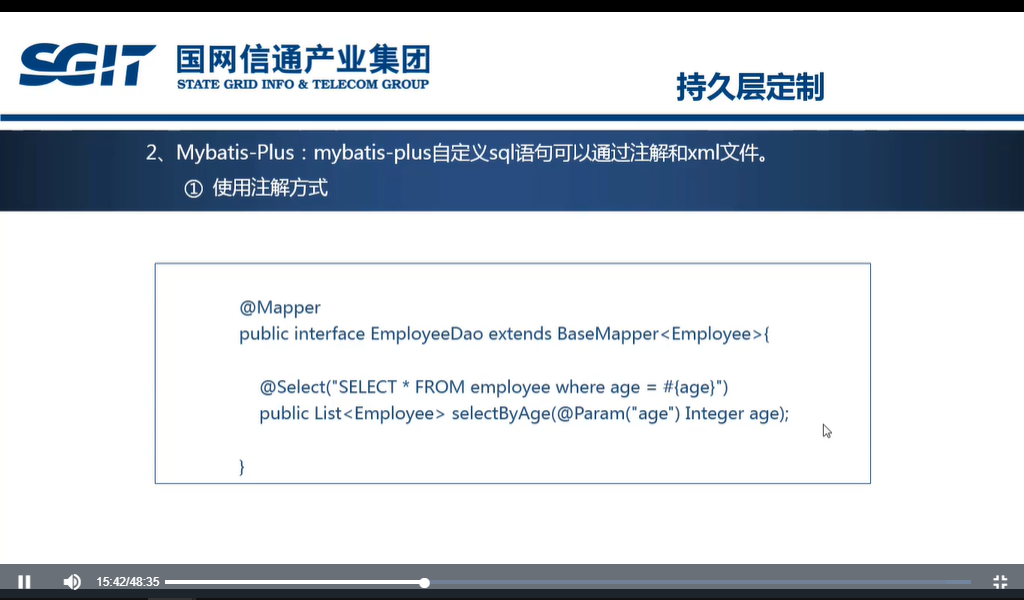 SGIT
国网信通产业集团
STATE GRID INFO & TELECOM GROUP
持久层定制
2、Mybatis-Plus：mybatis-plus自定义sql语句可以通过注解和xml文件。
① 使用注解方式
@Mapper
public interface EmployeeDao extends BaseMapper<Employee>{
@Select("SELECT * FROM employee where age = #{age}")
public List<Employee> selectByAge(@Param("age") Integer age);
}
15:42/48:35